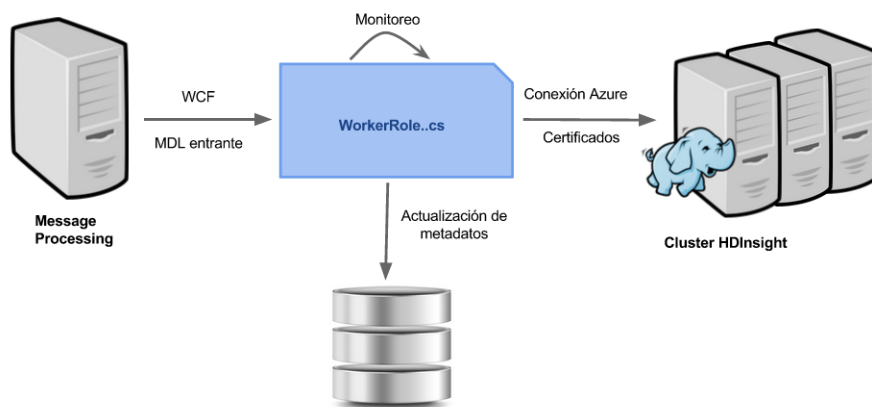 Monitoreo
WCF
MDL entrante
WorkerRole..cs
Conexión Azure
Certificados
Message
Processing
Actualización de
metadatos
Cluster HDInsight